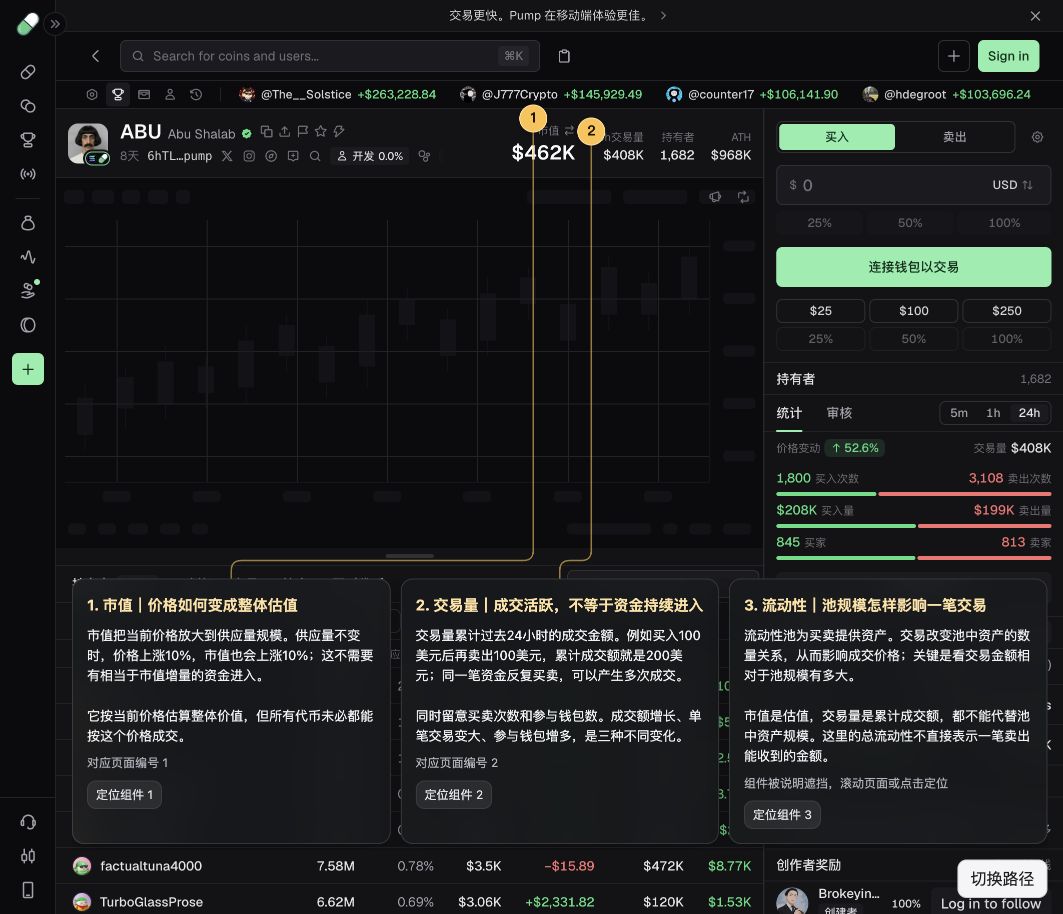 交易更快。Pump 在移动端体验更佳。
Search for coins and users...
⌘K
Sign in
@The__Solstice +$263,228.84
@J777Crypto +$145,929.49
@counter17 +$106,141.90
@hdegroot +$103,696.24
ABU Abu Shalab
8天 6hTL…pump
开发 0.0%
1
市值
$462K
2
交易量
$408K
持有者
1,682
ATH
$968K
买入
卖出
$ 0
USD
25% 50% 100%
连接钱包以交易
$25 $100 $250
25% 50% 100%
持有者 1,682
统计 审核
5m 1h 24h
价格变动 ↑ 52.6%
交易量 $408K
1,800 买入次数
3,108 卖出次数
$208K 买入量
$199K 卖出量
845 买家
813 卖家
1. 市值｜价格如何变成整体估值
市值把当前价格放大到供应量规模。供应量不变
时，价格上涨10%，市值也会上涨10%；这不需要
有相当于市值增量的资金进入。
它按当前价格估算整体价值，但所有代币未必都能
按这个价格成交。
对应页面编号 1
定位组件 1
2. 交易量｜成交活跃，不等于资金持续进入
交易量累计过去24小时的成交金额。例如买入100
美元后再卖出100美元，累计成交额就是200美
元；同一笔资金反复买卖，可以产生多次成交。
同时留意买卖次数和参与钱包数。成交额增长、单
笔交易变大、参与钱包增多，是三种不同变化。
对应页面编号 2
定位组件 2
3. 流动性｜池规模怎样影响一笔交易
流动性池为买卖提供资产。交易改变池中资产的数
量关系，从而影响成交价格；关键是看交易金额相
对于池规模有多大。
市值是估值，交易量是累计成交额，都不能代替池
中资产规模。这里的总流动性不直接表示一笔卖出
能收到的金额。
组件被说明遮挡，滚动页面或点击定位
定位组件 3
factualtuna4000 7.58M 0.78% $3.5K −$15.89 $472K $8.77K
TurboGlassProse 6.62M 0.69% $3.06K +$2,331.82 $120K $1.53K
创作者奖励
Brokeyin...
创建者
100%
切换路径
Log in to follow